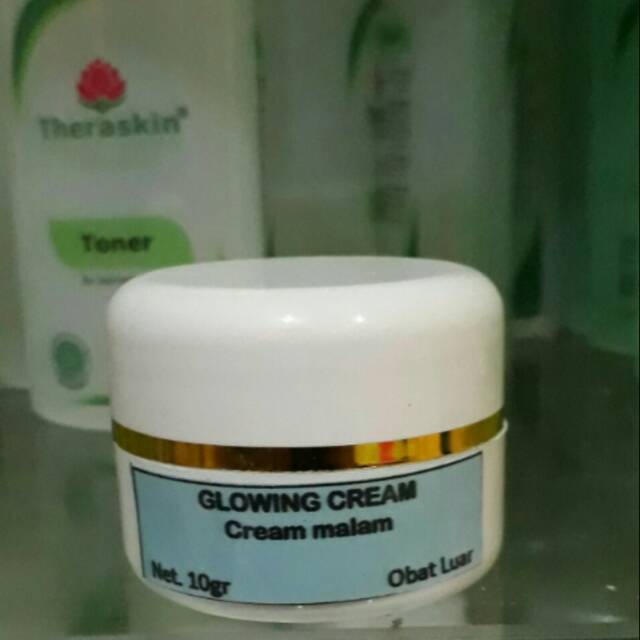 Theraskin®
Toner
GLOWING CREAM
Cream malam
Net. 10gr
Obat Luar